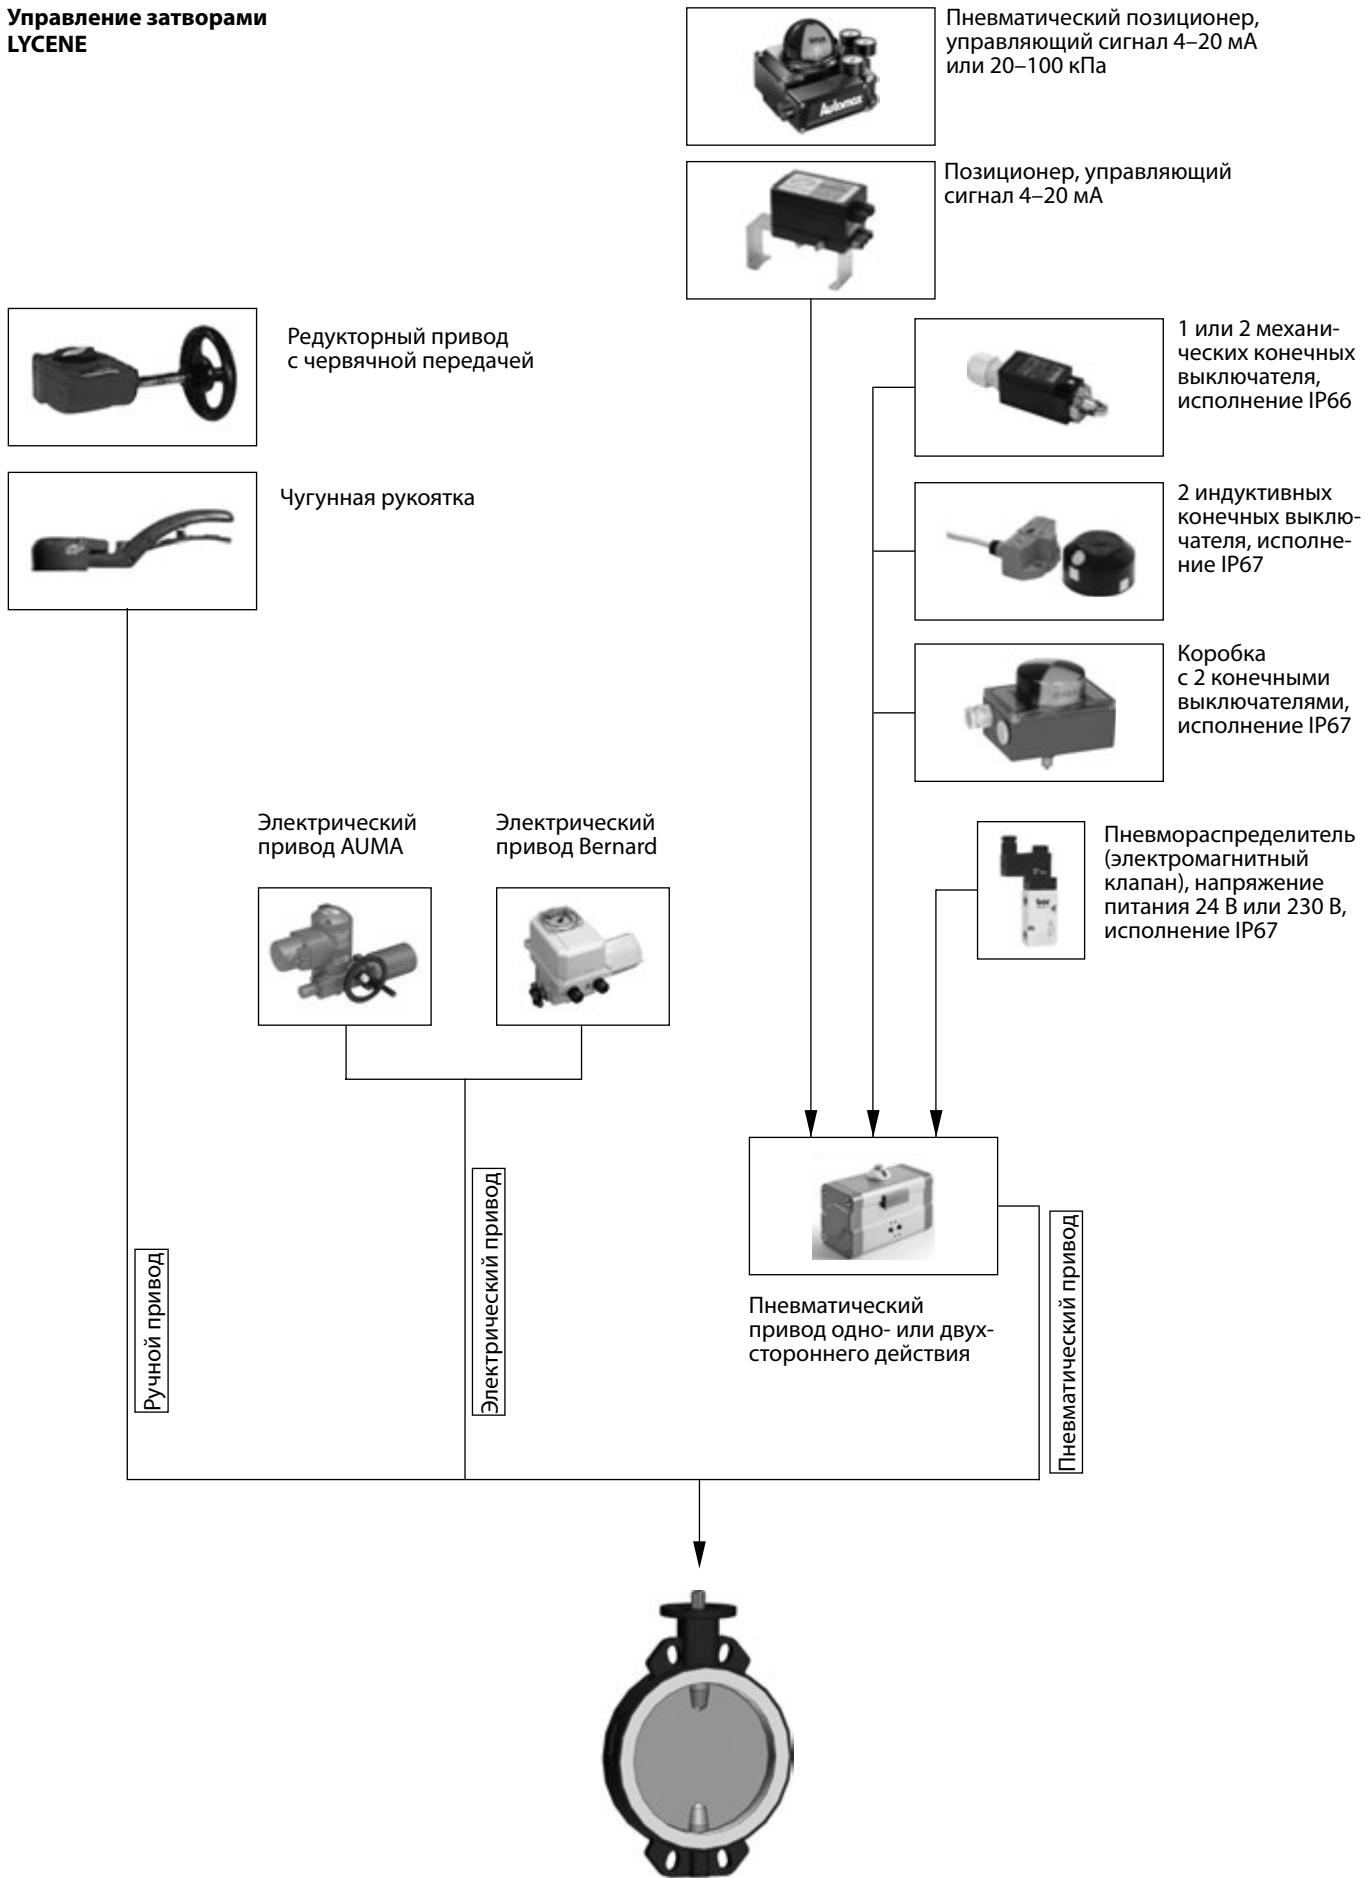 Управление затворами
LYCENE
Пневматический позиционер,
управляющий сигнал 4–20 мА
или 20–100 кПа
Automax
Позиционер, управляющий
сигнал 4–20 мА
Редукторный привод
с червячной передачей
Чугунная рукоятка
1 или 2 механи-
ческих конечных
выключателя,
исполнение IP66
2 индуктивных
конечных выклю-
чателя, исполне-
ние IP67
Коробка
с 2 конечными
выключателями,
исполнение IP67
Электрический
привод AUMA
Электрический
привод Bernard
Пневмораспределитель
(электромагнитный
клапан), напряжение
питания 24 В или 230 В,
исполнение IP67
Ручной привод
Электрический привод
Пневматический
привод одно- или двух-
стороннего действия
Пневматический привод